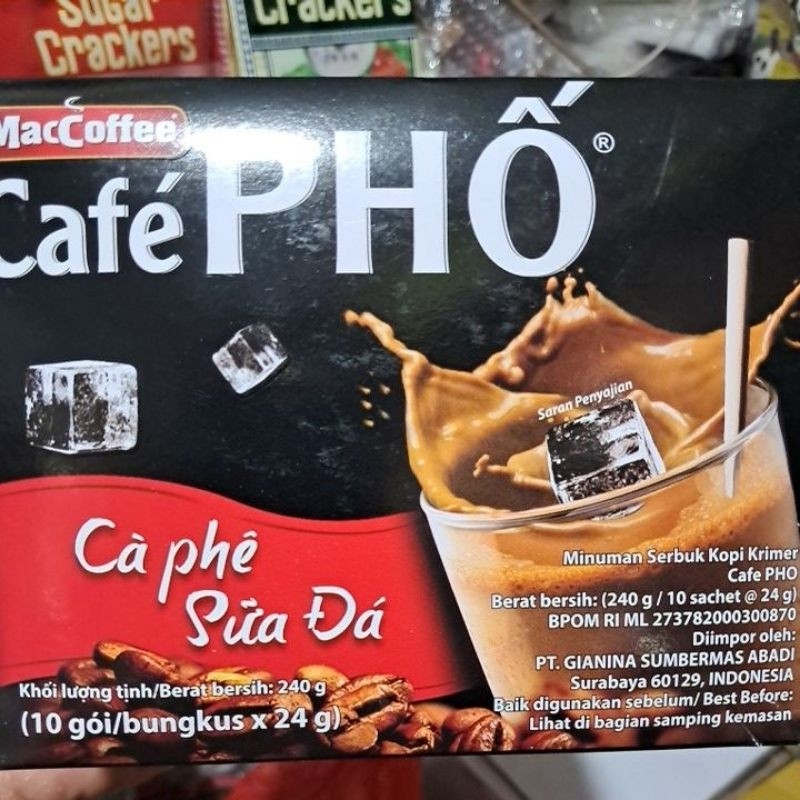 Sugar
Crackers
Crackers
MacCoffee®
Café PHỐ®
Saran Penyajian
Cà phê
Sữa Đá
Minuman Serbuk Kopi Krimer
Cafe PHO
Berat bersih: (240 g / 10 sachet @ 24 g)
BPOM RI ML 273782000300870
Diimpor oleh:
PT. GIANINA SUMBERMAS ABADI
Surabaya 60129, INDONESIA
Baik digunakan sebelum/ Best Before:
Lihat di bagian samping kemasan
Khối lượng tịnh/Berat bersih: 240 g
(10 gói/bungkus x 24 g)